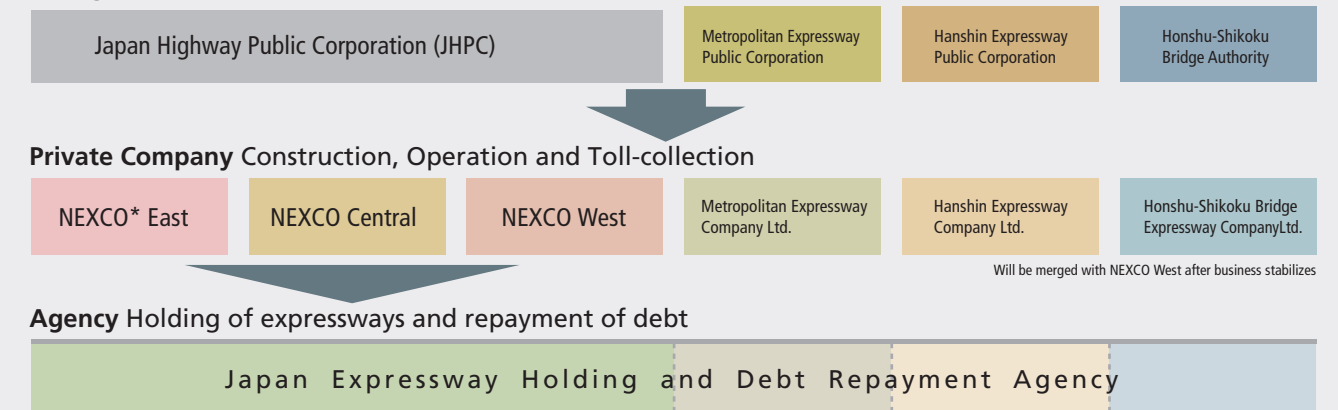 Japan Highway Public Corporation (JHPC)
Metropolitan Expressway
Public Corporation
Hanshin Expressway
Public Corporation
Honshu-Shikoku
Bridge Authority
Private Company Construction, Operation and Toll-collection
NEXCO* East
NEXCO Central
NEXCO West
Metropolitan Expressway
Company Ltd.
Hanshin Expressway
Company Ltd.
Honshu-Shikoku Bridge
Expressway CompanyLtd.
Will be merged with NEXCO West after business stabilizes
Agency Holding of expressways and repayment of debt
Japan Expressway Holding and Debt Repayment Agency